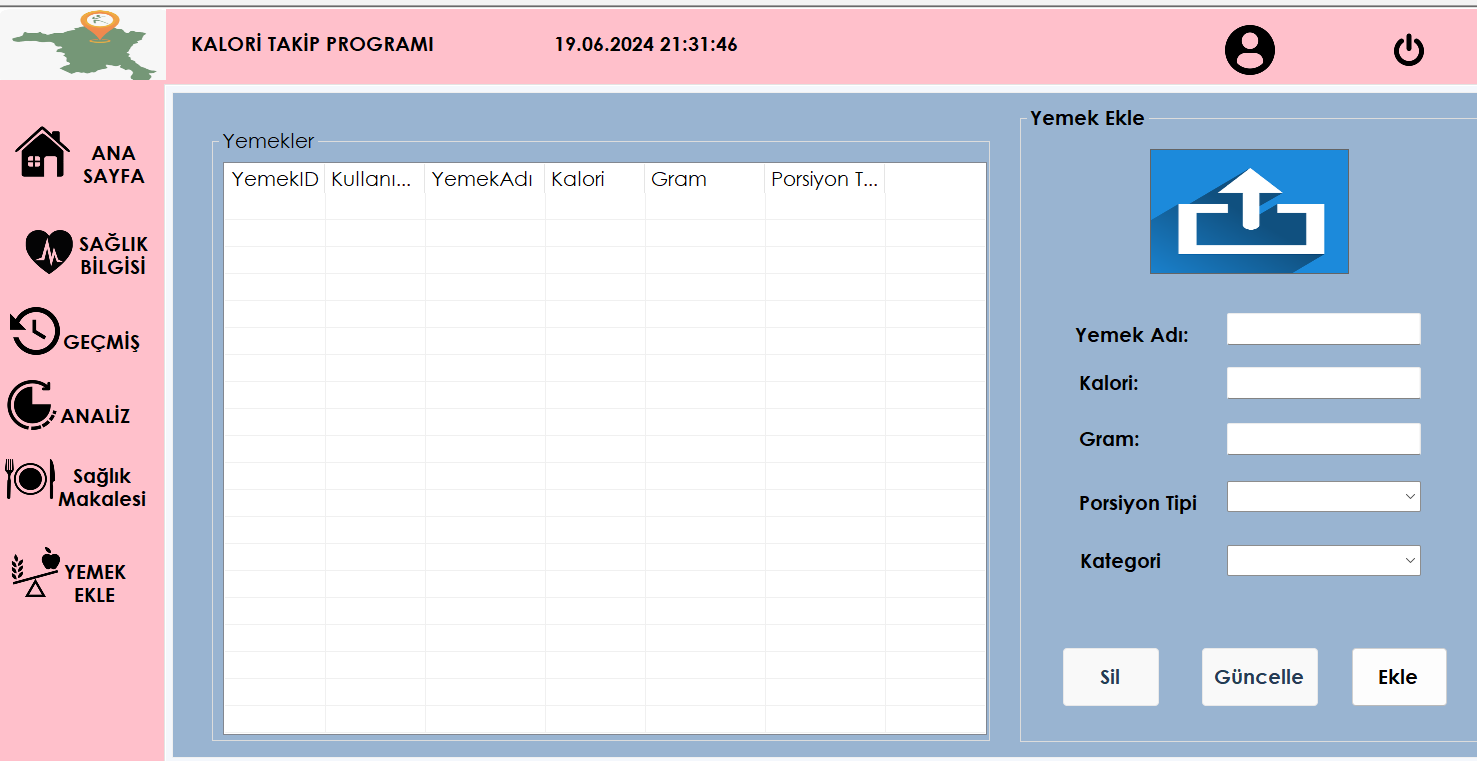 KALORİ TAKİP PROGRAMI
19.06.2024 21:31:46
ANA
SAYFA
SAĞLIK
BİLGİSİ
GEÇMİŞ
ANALİZ
Sağlık
Makalesi
YEMEK
EKLE
Yemekler
YemekID Kullanı... YemekAdı Kalori Gram Porsiyon T...
Yemek Ekle
Yemek Adı:
Kalori:
Gram:
Porsiyon Tipi
Kategori
Sil Güncelle Ekle